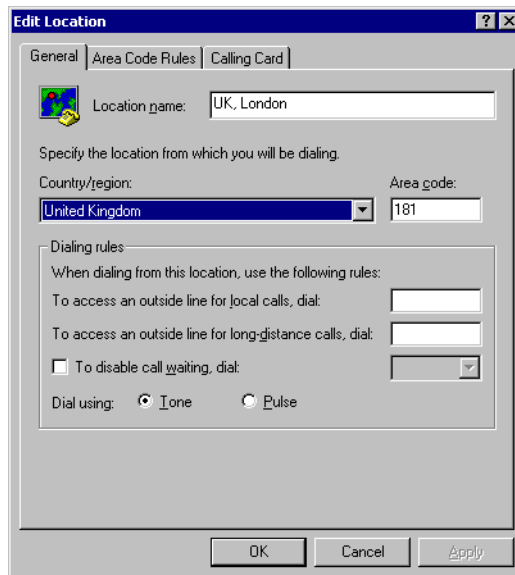 Edit Location
General Area Code Rules Calling Card
Location name: UK, London
Specify the location from which you will be dialing.
Country/region: Area code:
United Kingdom 181
Dialing rules
When dialing from this location, use the following rules:
To access an outside line for local calls, dial:
To access an outside line for long-distance calls, dial:
To disable call waiting, dial:
Dial using: Tone Pulse
OK Cancel Apply